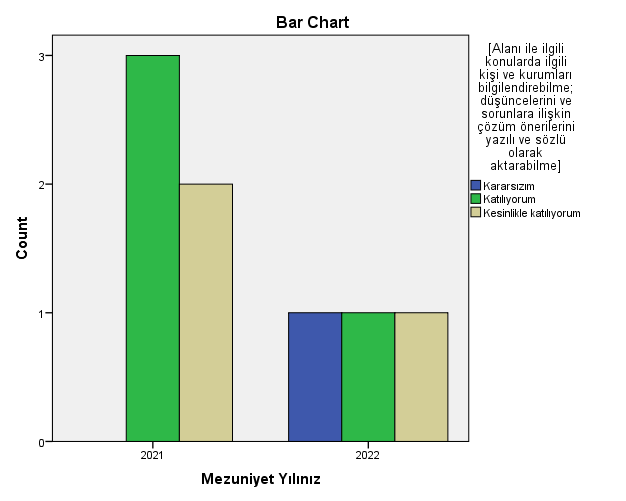 Bar Chart
[Alanı ile ilgili
konularda ilgili
kişi ve kurumları
bilgilendirebilme;
düşüncelerini ve
sorunlara ilişkin
çözüm önerilerini
yazılı ve sözlü
olarak
aktarabilme]
Kararsızım
Katılıyorum
Kesinlikle katılıyorum
Count
3
2
1
0
2021
2022
Mezuniyet Yılınız